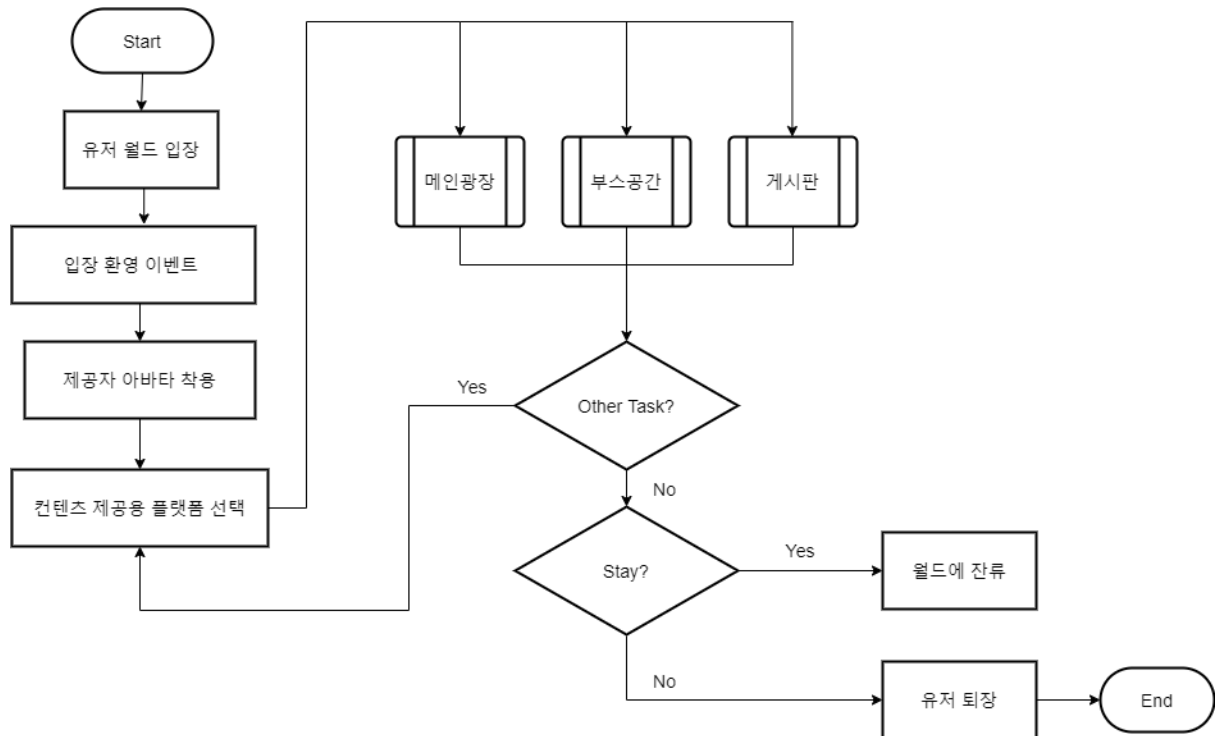 Start
유저 월드 입장
입장 환영 이벤트
제공자 아바타 착용
컨텐츠 제공용 플랫폼 선택
메인광장
부스공간
게시판
Other Task?
Yes
No
Stay?
Yes
월드에 잔류
No
유저 퇴장
End